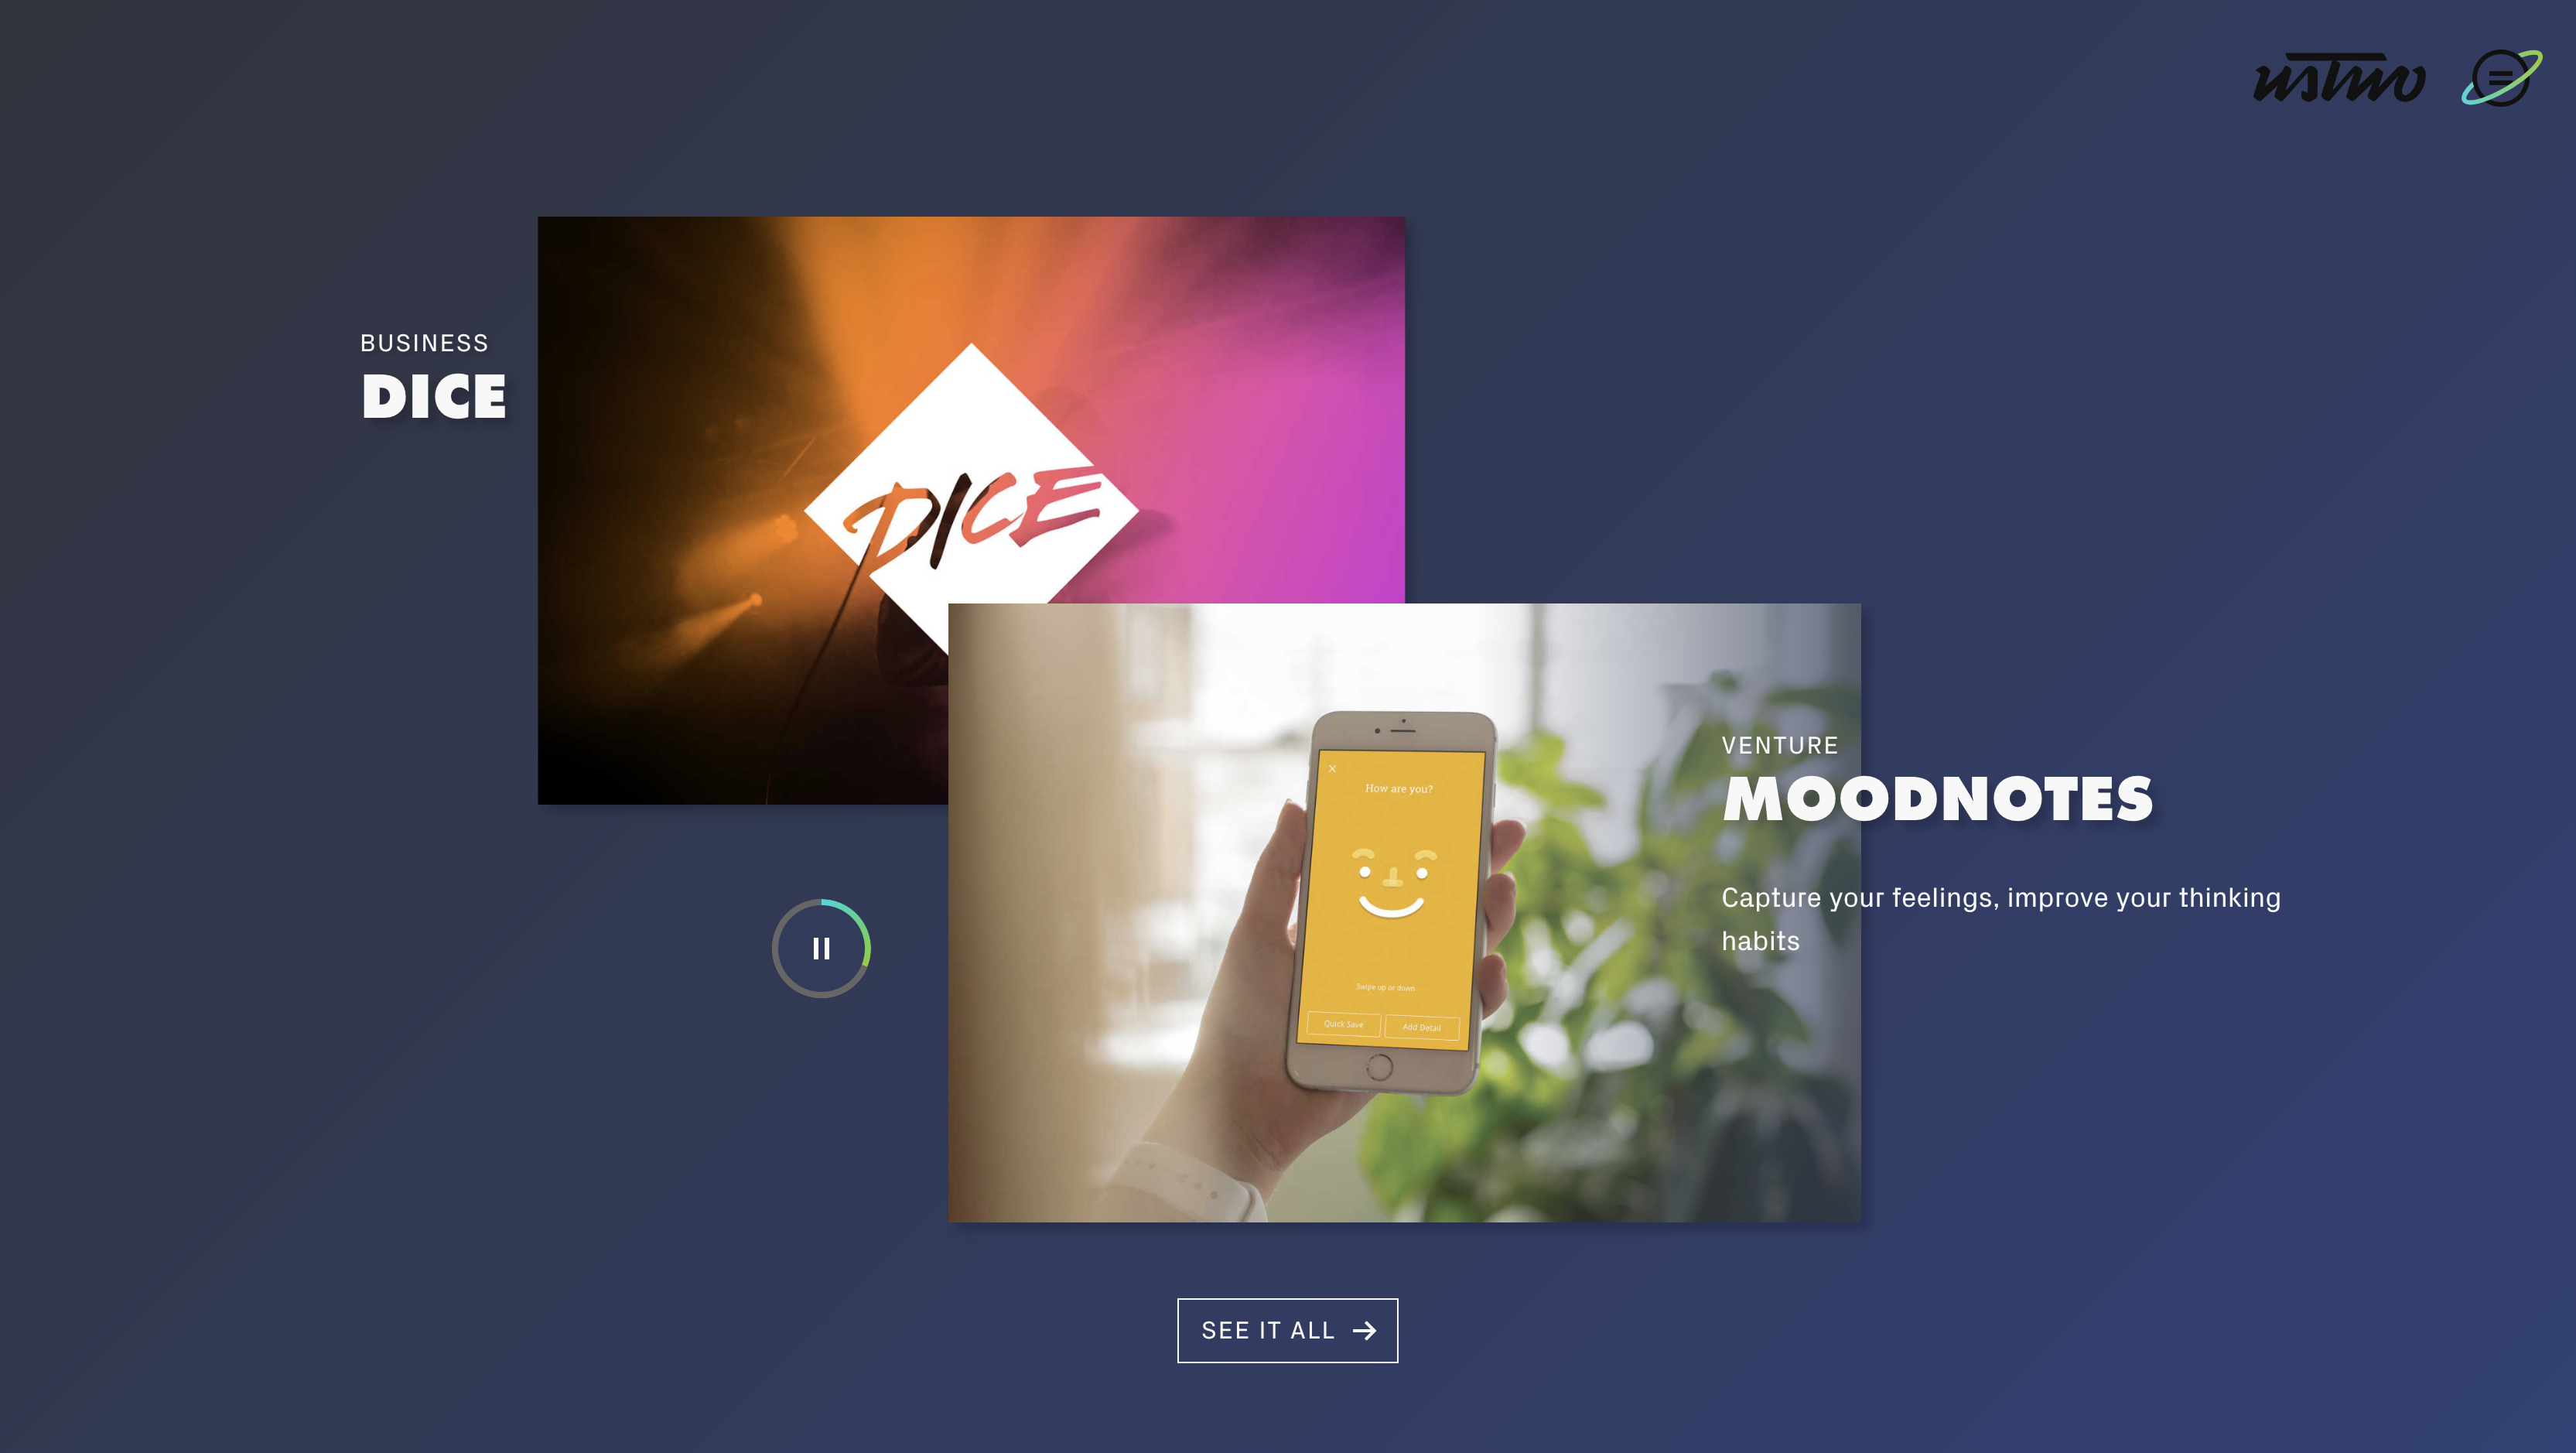 ustwo
BUSINESS
DICE
DICE
VENTURE
MOODNOTES
Capture your feelings, improve your thinking
habits
How are you?
Swipe up or down
Quick Save
Add Detail
SEE IT ALL